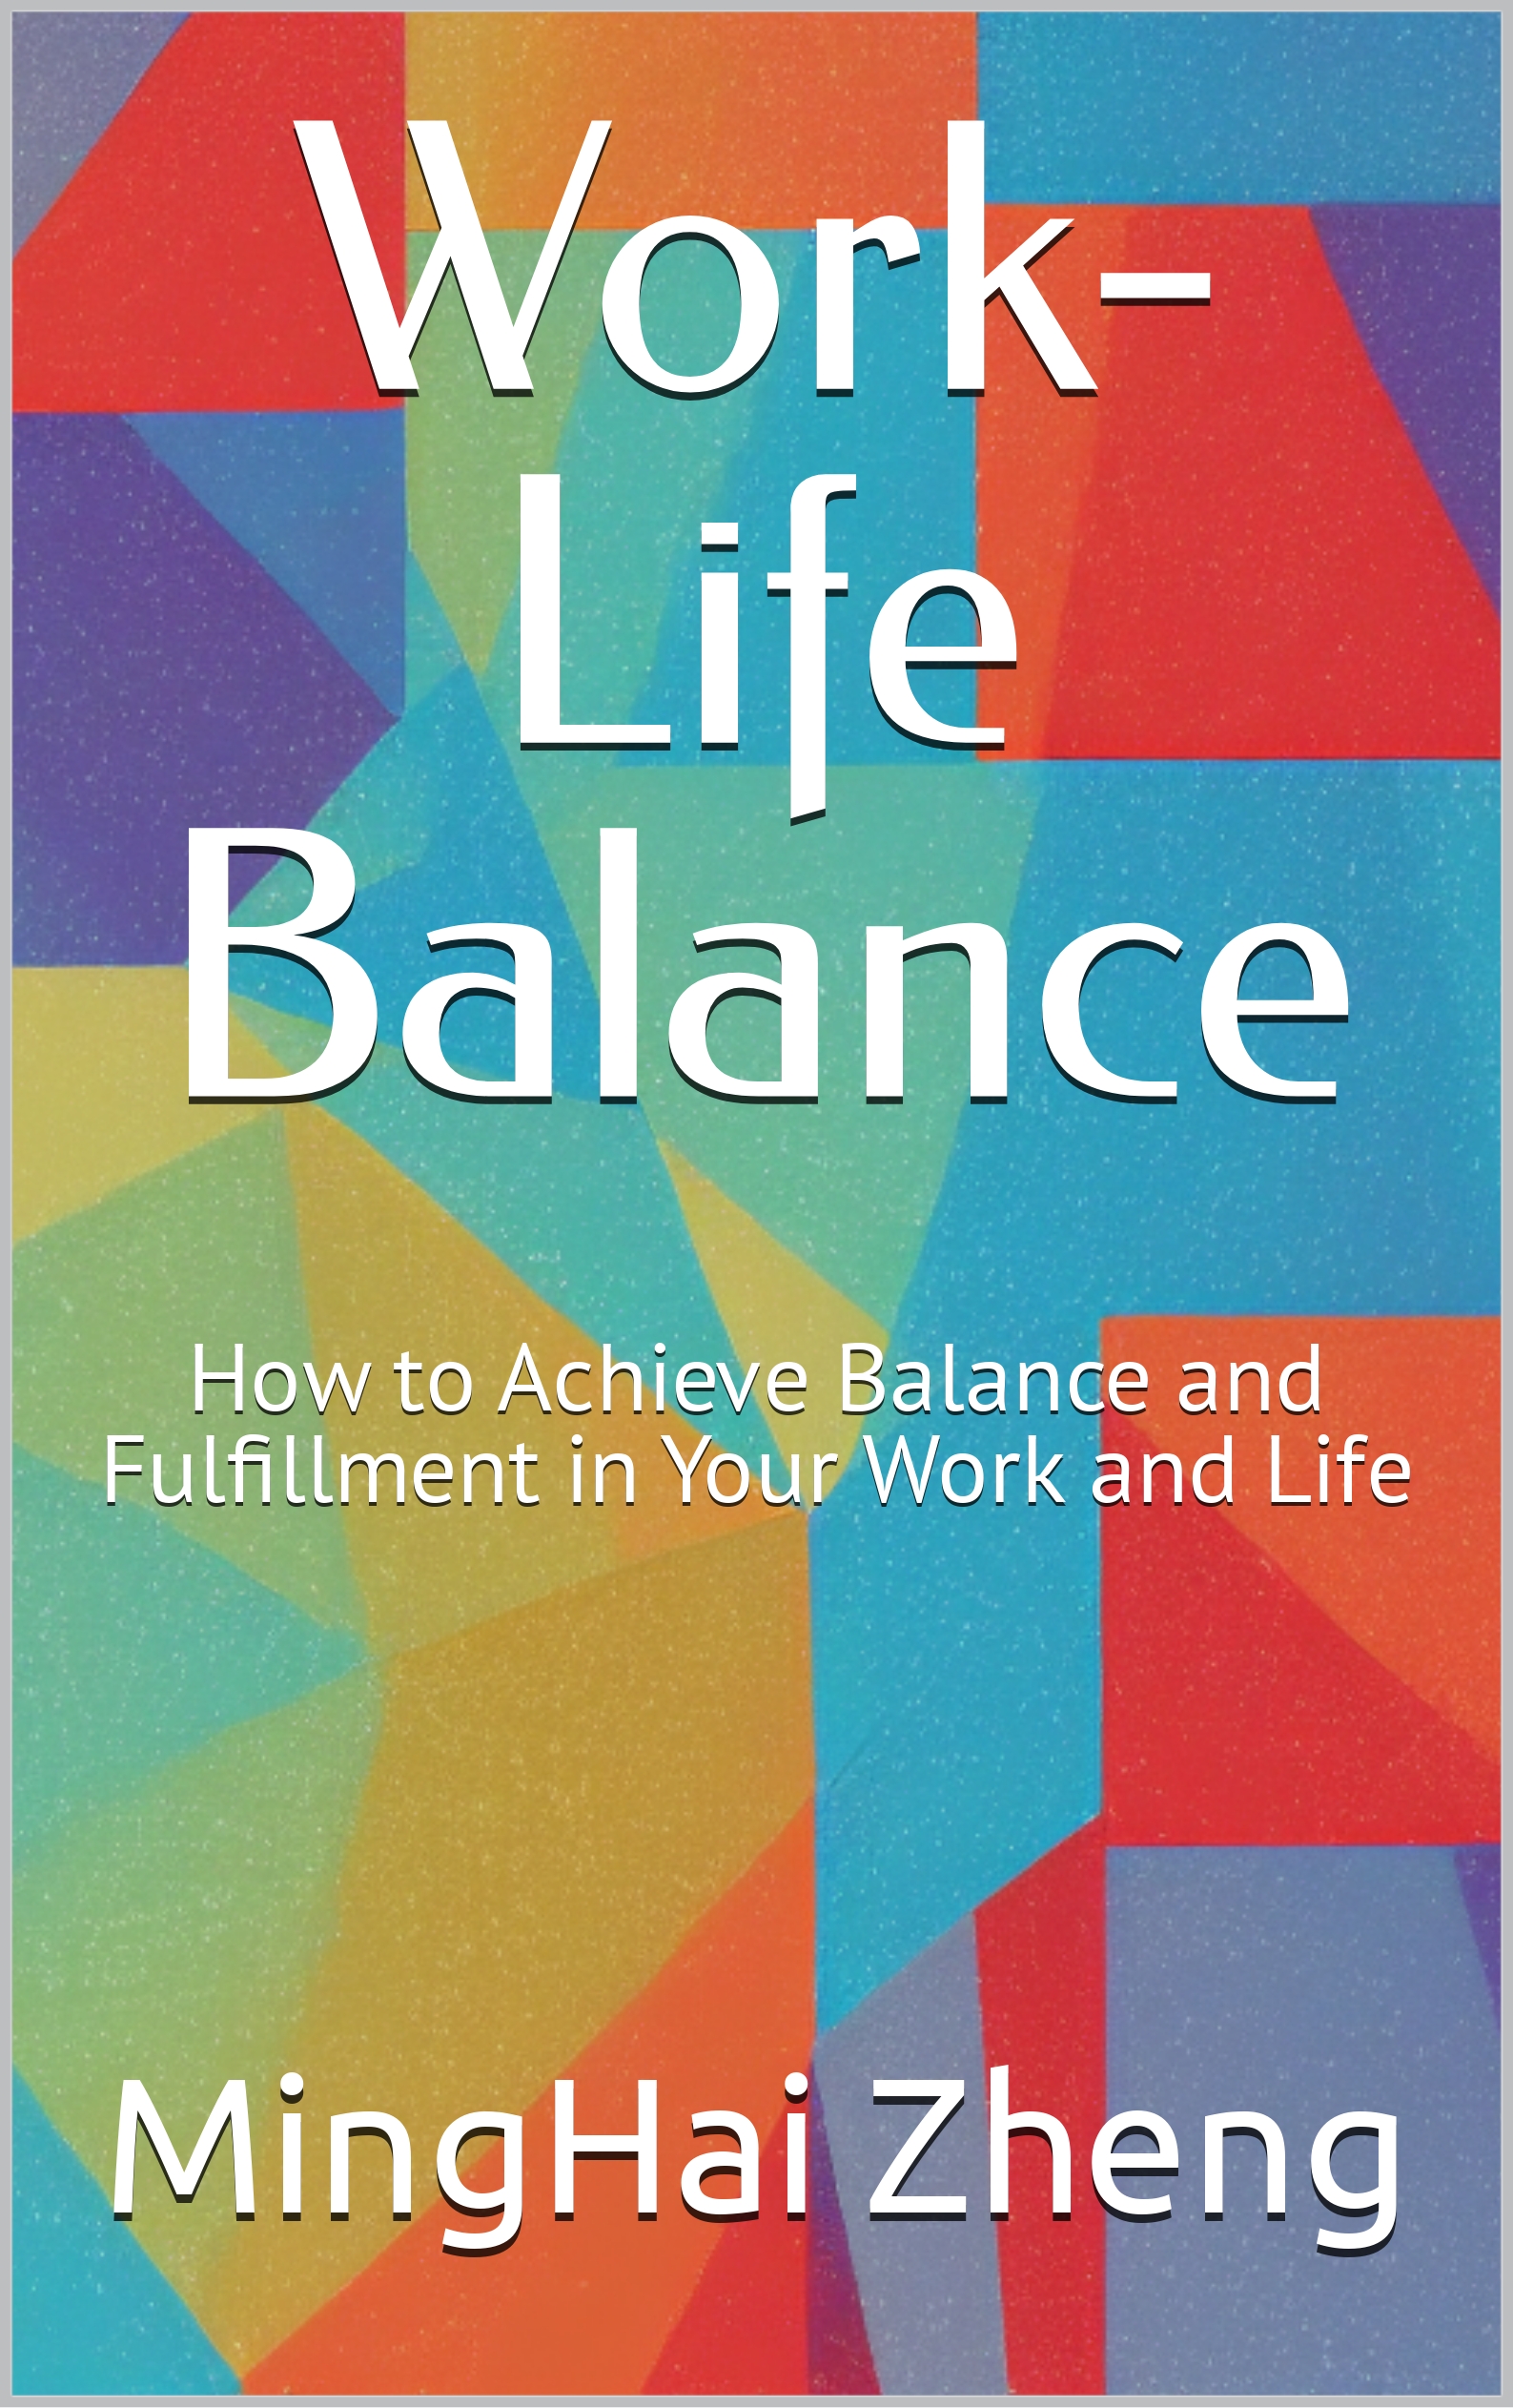 Work-
Life
Balance
How to Achieve Balance and
Fulfillment in Your Work and Life
MingHai Zheng